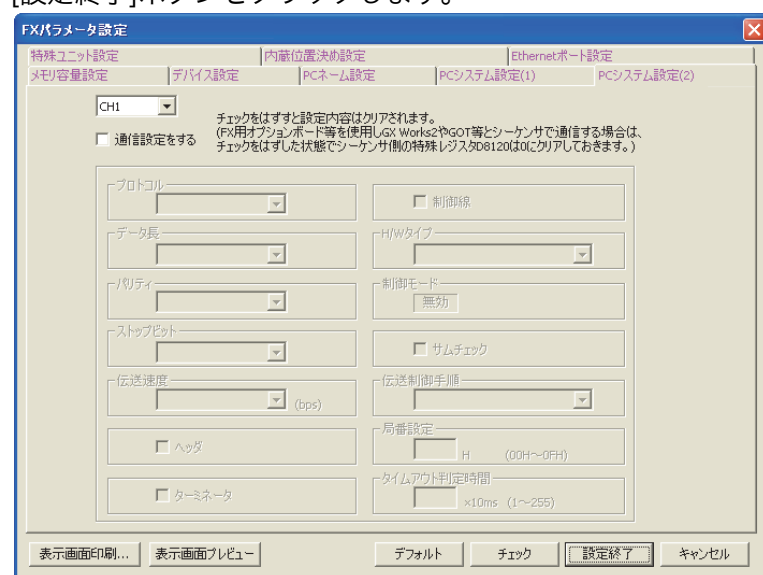 [設定終了]ボタンをクリックします。
FXパラメータ設定
特殊ユニット設定 内蔵位置決め設定 Ethernetポート設定
メモリ容量設定 デバイス設定 PCネーム設定 PCシステム設定(1) PCシステム設定(2)
CH1
通信設定をする
チェックをはずすと設定内容はクリアされます。
(FX用オプションボード等を使用しGX Works2やGOT等とシーケンサで通信する場合は、
チェックをはずした状態でシーケンサ側の特殊レジスタD8120は0にクリアしておきます。)
プロトコル
制御線
データ長
H/Wタイプ
パリティ
制御モード
無効
ストップビット
サムチェック
伝送速度
(bps)
伝送制御手順
ヘッダ
局番設定
H (00H~0FH)
ターミネータ
タイムアウト判定時間
×10ms (1~255)
表示画面印刷... 表示画面プレビュー デフォルト チェック 設定終了 キャンセル